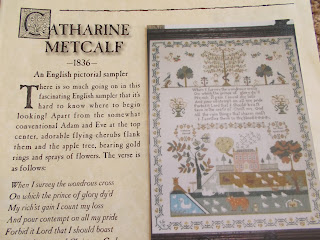 CATHARINE
METCALF
—1836—
An English pictorial sampler
There is so much going on in this
fascinating English sampler that it's
hard to know where to begin
looking! Apart from the somewhat
conventional Adam and Eve at the top
center, adorable flying cherubs flank
them and the apple tree, bearing gold
rings and sprays of flowers. The verse is
as follows:
When I survey the wondrous cross
On which the prince of glory dy'd
My rich'st gain I count my loss
And pour contempt on all my pride
Forbid it Lord that I should boast